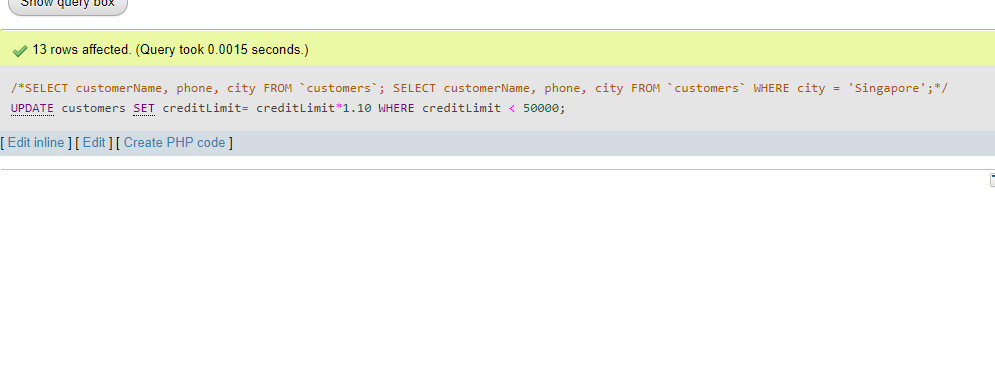 Show query box
13 rows affected. (Query took 0.0015 seconds.)
/*SELECT customerName, phone, city FROM `customers`; SELECT customerName, phone, city FROM `customers` WHERE city = 'Singapore';*/
UPDATE customers SET creditLimit= creditLimit*1.10 WHERE creditLimit < 50000;
[ Edit inline ] [ Edit ] [ Create PHP code ]